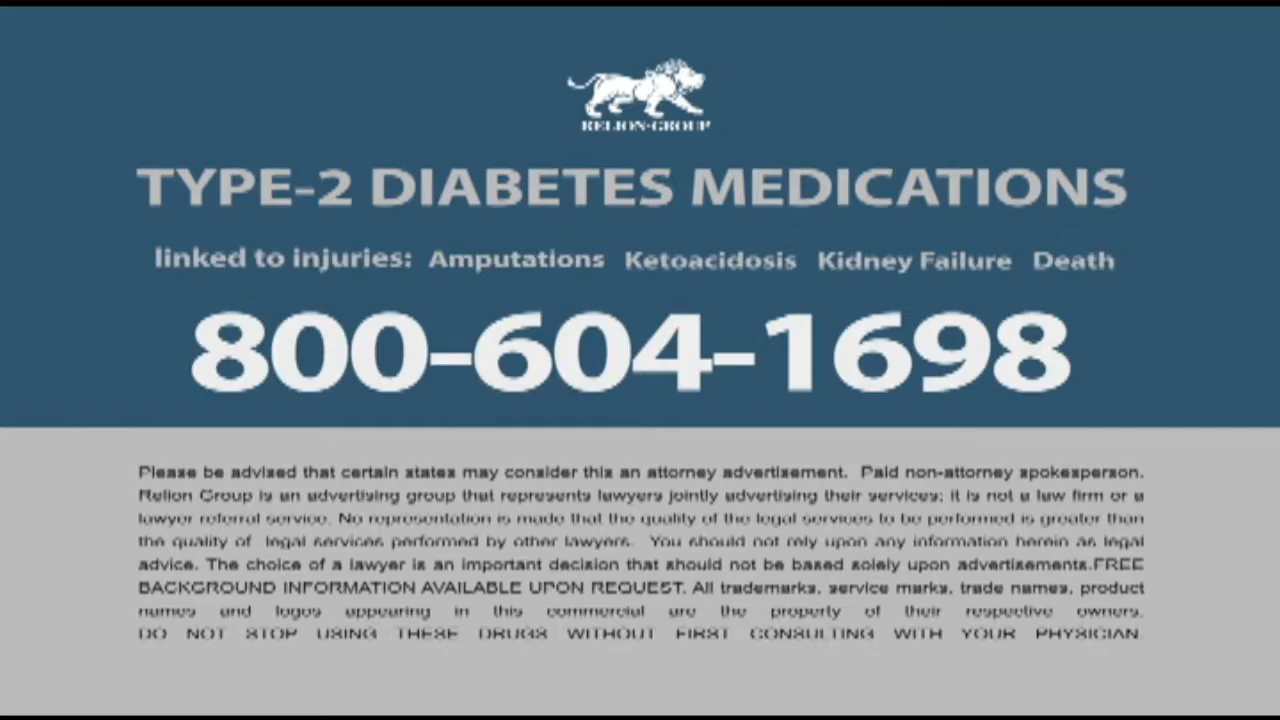 RELION-GROUP
TYPE-2 DIABETES MEDICATIONS
linked to injuries: Amputations Ketoacidosis Kidney Failure Death
800-604-1698
Please be advised that certain states may consider this an attorney advertisement. Paid non-attorney spokesperson.
Relion Group is an advertising group that represents lawyers jointly advertising their services; it is not a law firm or a
lawyer referral service. No representation is made that the quality of the legal services to be performed is greater than
the quality of legal services performed by other lawyers. You should not rely upon any information herein as legal
advice. The choice of a lawyer is an important decision that should not be based solely upon advertisements.FREE
BACKGROUND INFORMATION AVAILABLE UPON REQUEST. All trademarks, service marks, trade names, product
names and logos appearing in this commercial are the property of their respective owners.
DO NOT STOP USING THESE DRUGS WITHOUT FIRST CONSULTING WITH YOUR PHYSICIAN.